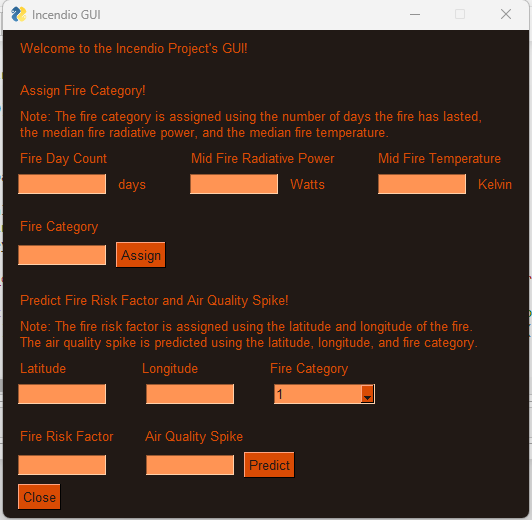 Incendio GUI
Welcome to the Incendio Project's GUI!
Assign Fire Category!
Note: The fire category is assigned using the number of days the fire has lasted,
the median fire radiative power, and the median fire temperature.
Fire Day Count Mid Fire Radiative Power Mid Fire Temperature
days Watts Kelvin
Fire Category
Assign
Predict Fire Risk Factor and Air Quality Spike!
Note: The fire risk factor is assigned using the latitude and longitude of the fire.
The air quality spike is predicted using the latitude, longitude, and fire category.
Latitude Longitude Fire Category
1
Fire Risk Factor Air Quality Spike
Predict
Close